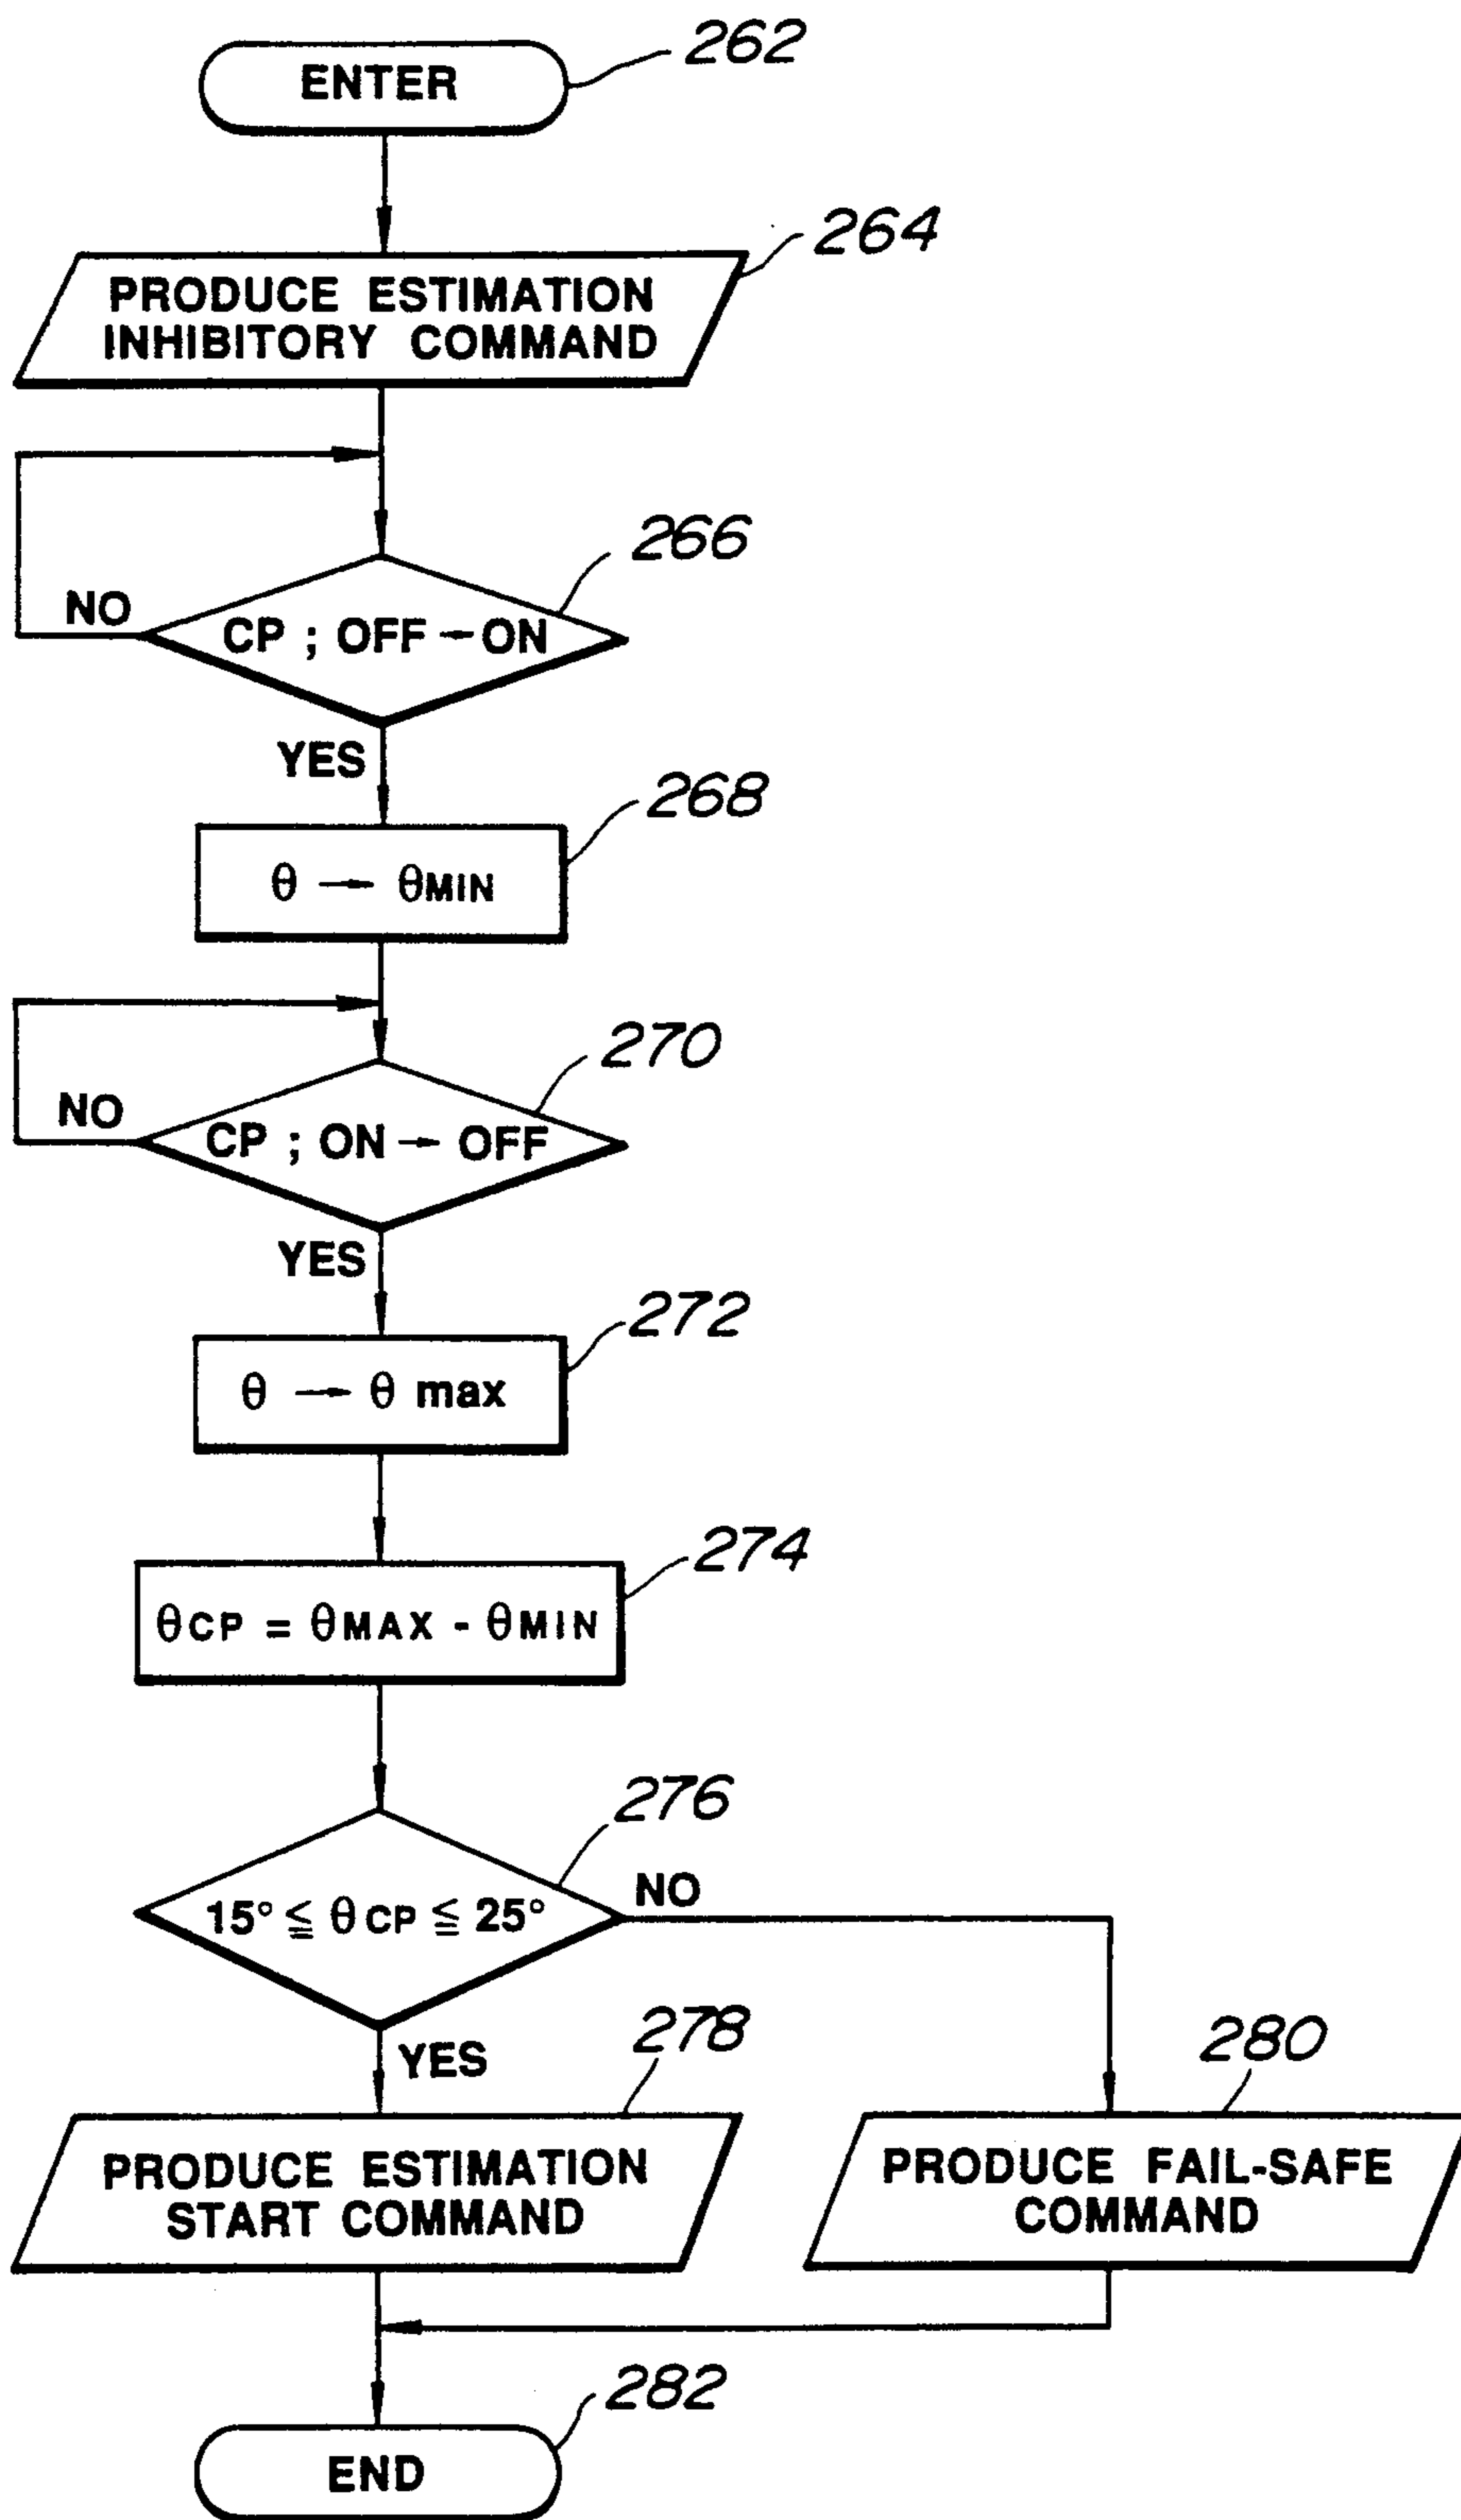 ENTER
262
264
PRODUCE ESTIMATION
INHIBITORY COMMAND
266
NO
CP ; OFF → ON
YES
268
θ → θMIN
270
NO
CP ; ON → OFF
YES
272
θ → θ max
274
θCP = θMAX - θMIN
276
NO
15° ≦ θCP ≦ 25°
YES
278
280
PRODUCE ESTIMATION
START COMMAND
PRODUCE FAIL-SAFE
COMMAND
282
END